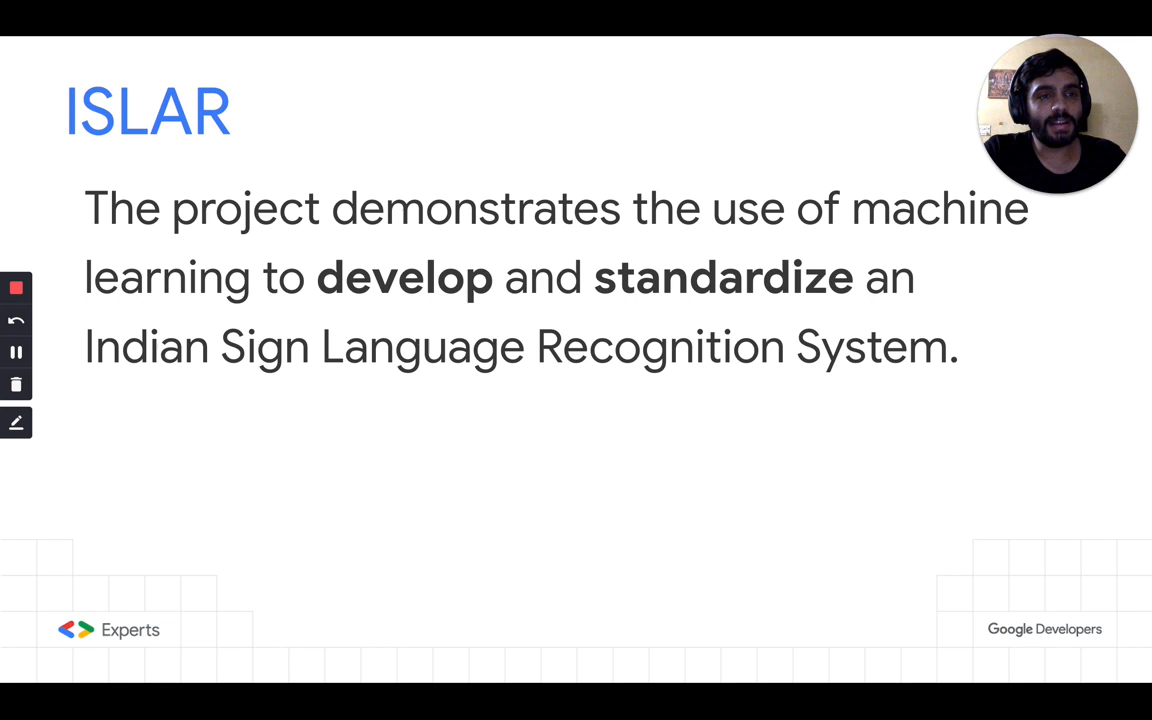 ISLAR
The project demonstrates the use of machine
learning to develop and standardize an
Indian Sign Language Recognition System.
Experts
Google Developers